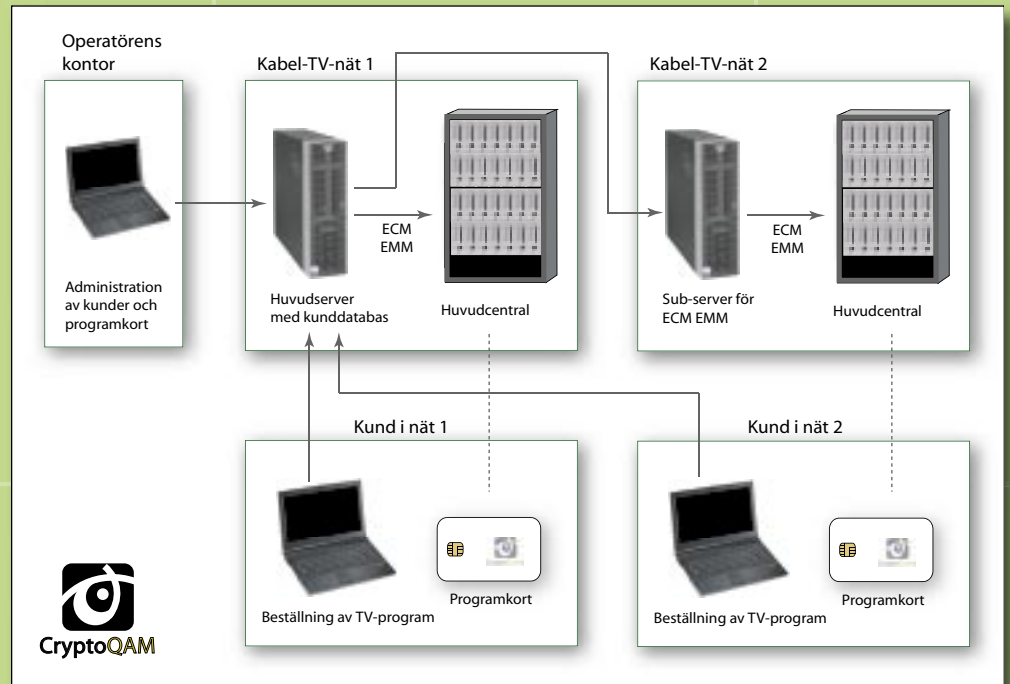 Operatörens
kontor
Kabel-TV-nät 1
Kabel-TV-nät 2
Administration
av kunder och
programkort
ECM
EMM
Huvudserver
med kunddatabas
Huvudcentral
ECM
EMM
Sub-server för
ECM EMM
Huvudcentral
Kund i nät 1
Kund i nät 2
Beställning av TV-program
Programkort
Beställning av TV-program
Programkort
CryptoQAM